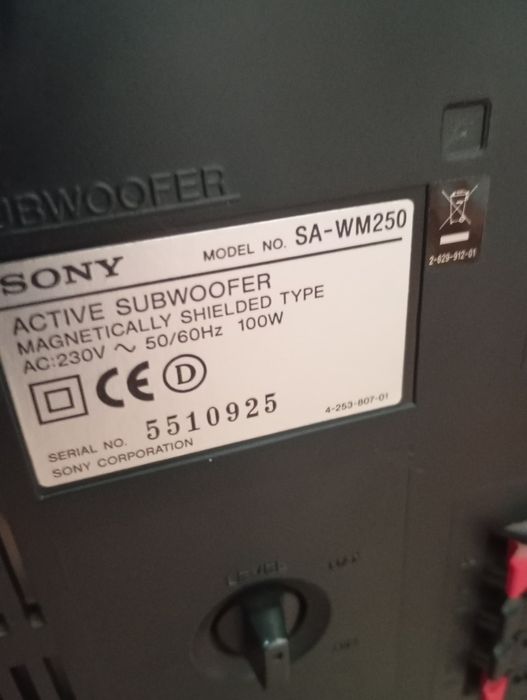 SUBWOOFER
SONY
MODEL NO. SA-WM250
ACTIVE SUBWOOFER
MAGNETICALLY SHIELDED TYPE
AC:230V ~ 50/60Hz 100W
CE D
SERIAL NO. 5510925
4-253-807-01
SONY CORPORATION
2-629-912-01
LEVEL